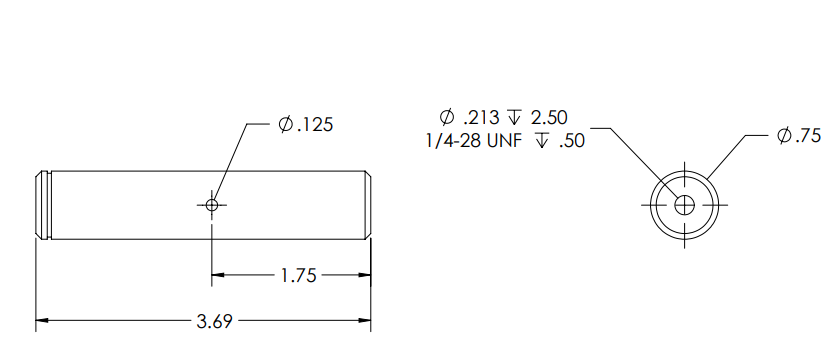 ⌀ .125
⌀ .213 ↧ 2.50
1/4-28 UNF ↧ .50
⌀ .75
1.75
3.69